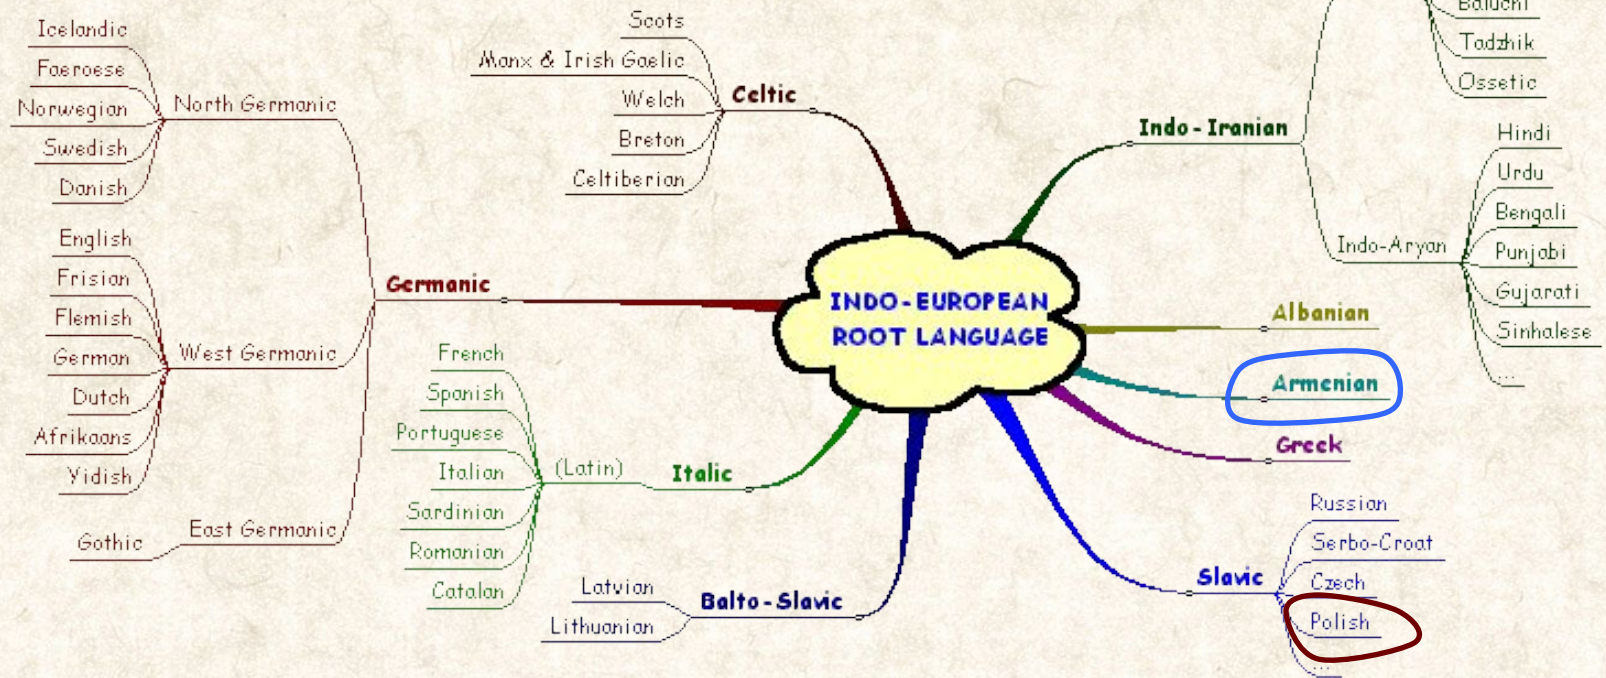 Icelandic
Faeroese
Norwegian
Swedish
Danish
North Germanic
English
Frisian
Flemish
German
Dutch
Afrikaans
Yidish
West Germanic
Gothic
East Germanic
Germanic
Scots
Manx & Irish Gaelic
Welch
Breton
Celtiberian
Celtic
French
Spanish
Portuguese
Italian
Sardinian
Romanian
Catalan
(Latin)
Italic
Latvian
Lithuanian
Balto-Slavic
INDO-EUROPEAN
ROOT LANGUAGE
Indo-Iranian
Baluchi
Tadzhik
Ossetic
Indo-Aryan
Hindi
Urdu
Bengali
Punjabi
Gujarati
Sinhalese
...
Albanian
Armenian
Greek
Slavic
Russian
Serbo-Croat
Czech
Polish
...